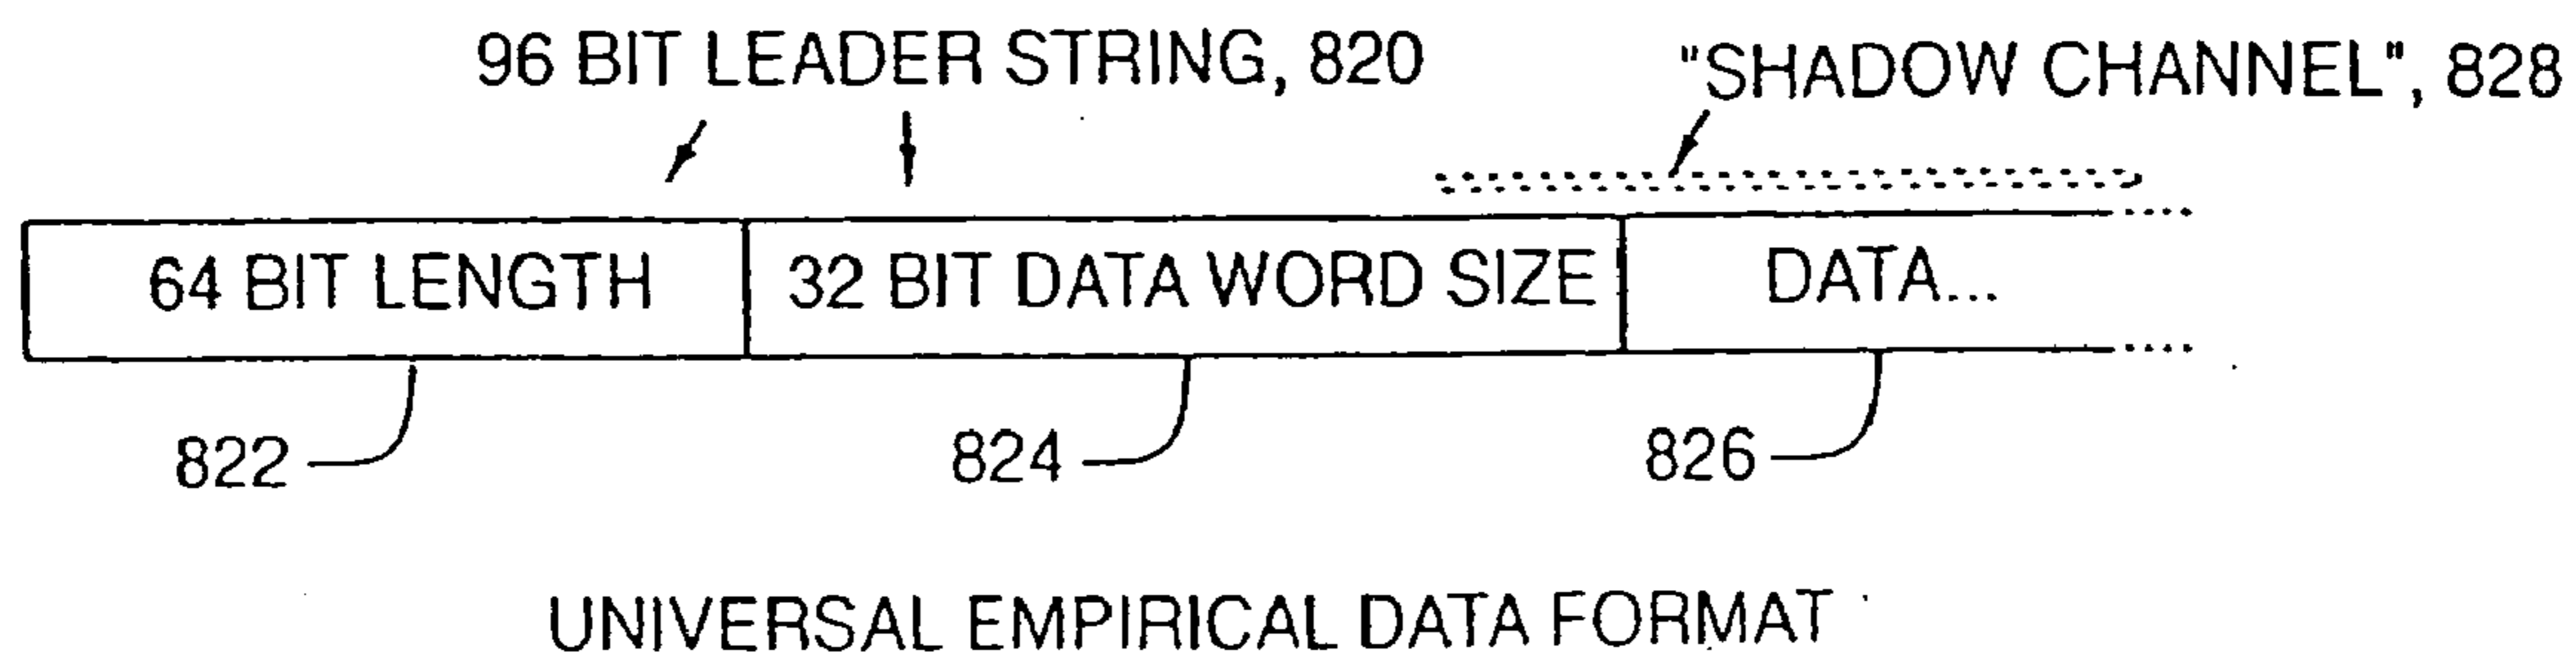 96 BIT LEADER STRING, 820
"SHADOW CHANNEL", 828
64 BIT LENGTH
32 BIT DATA WORD SIZE
DATA...
822
824
826
UNIVERSAL EMPIRICAL DATA FORMAT